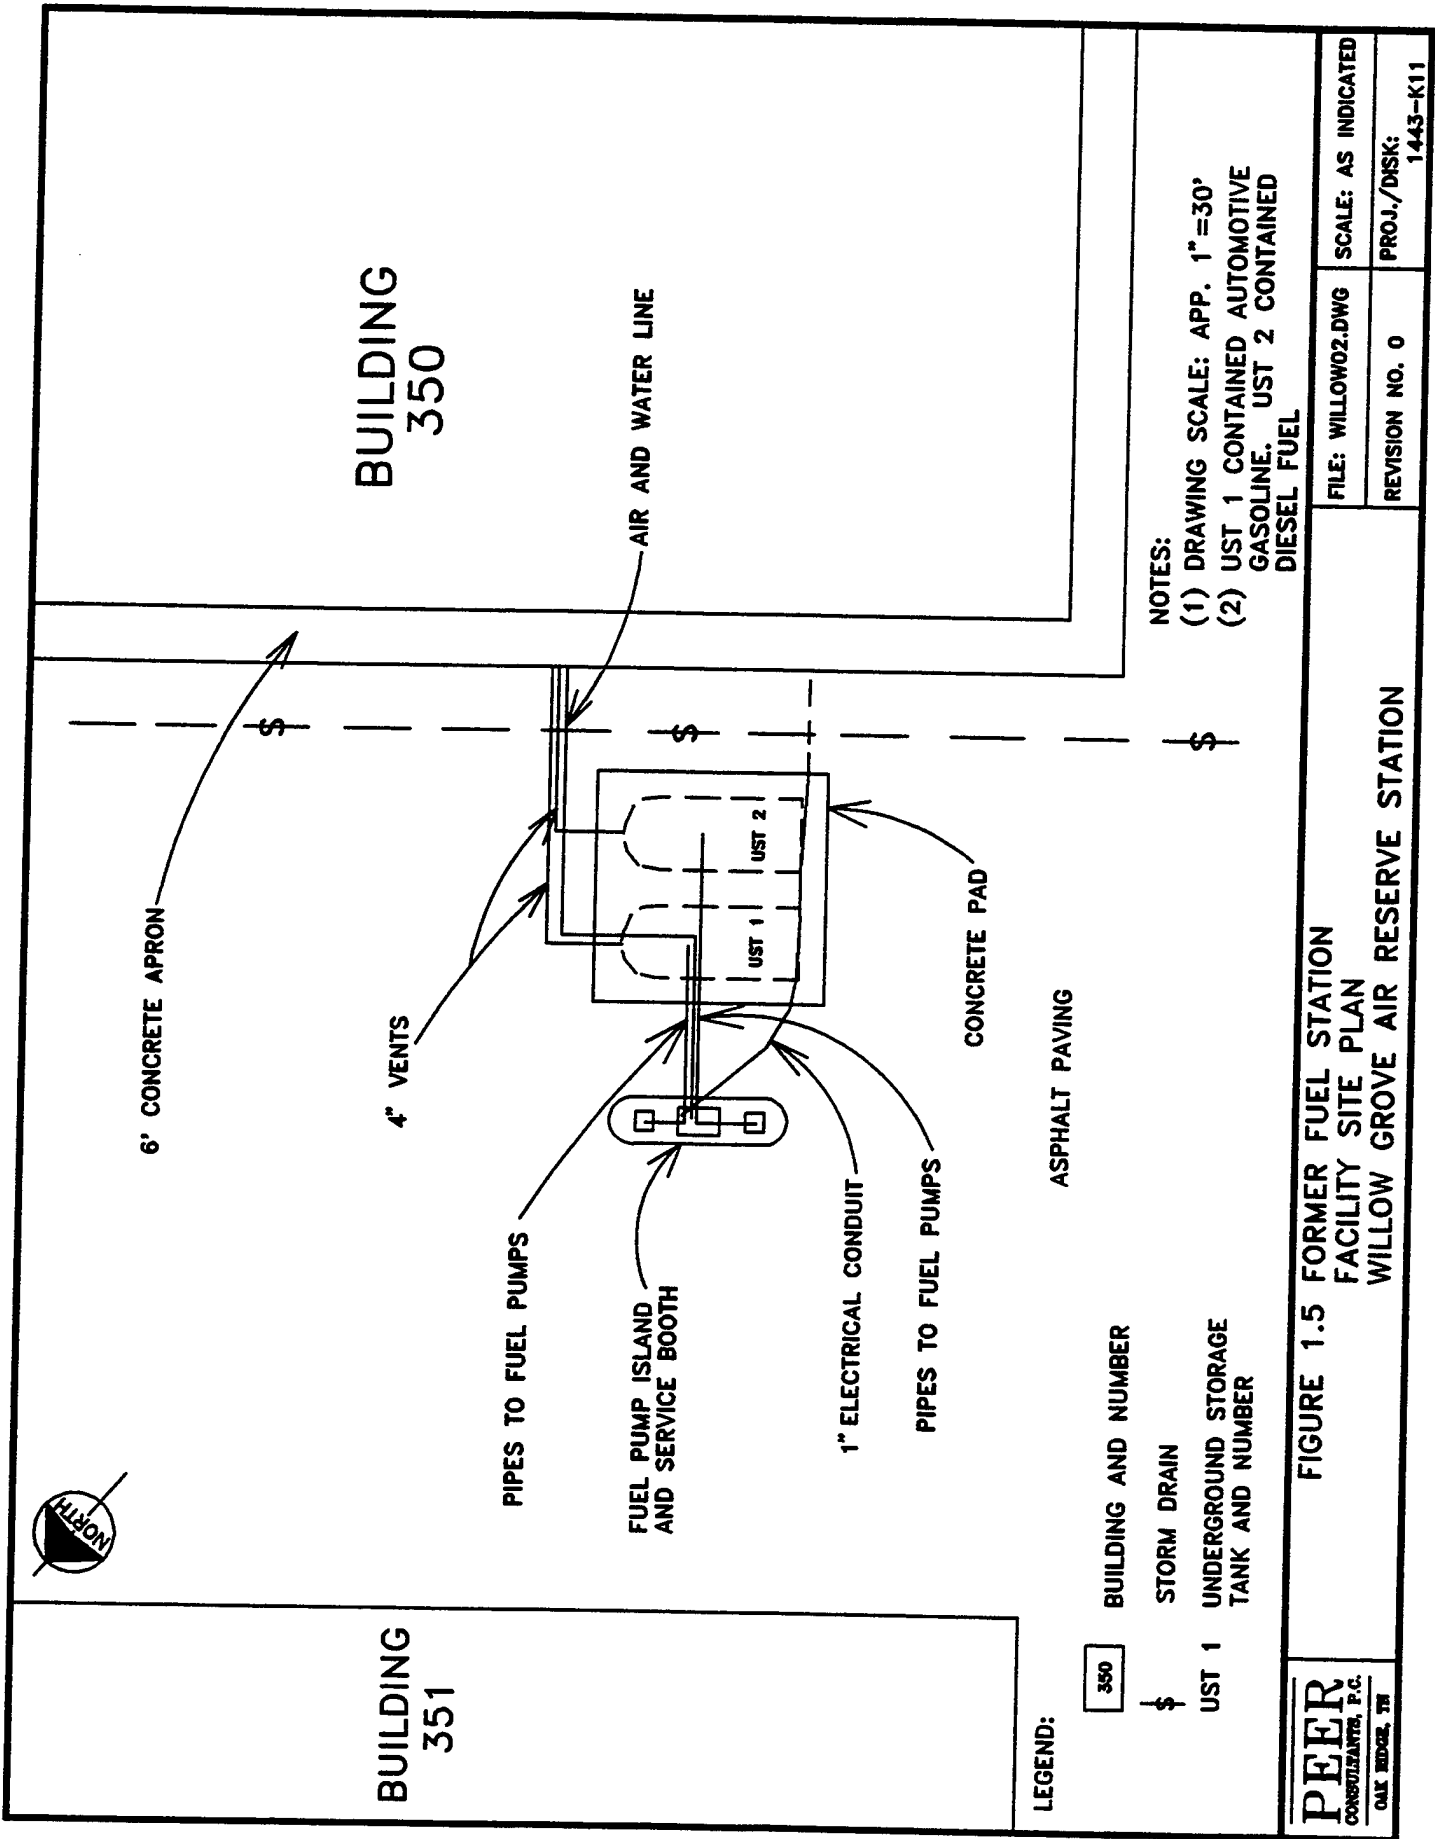 NORTH
BUILDING
351
BUILDING
350
6' CONCRETE APRON
4" VENTS
AIR AND WATER LINE
PIPES TO FUEL PUMPS
FUEL PUMP ISLAND
AND SERVICE BOOTH
UST 1
UST 2
1" ELECTRICAL CONDUIT
PIPES TO FUEL PUMPS
CONCRETE PAD
ASPHALT PAVING
S
S
S
LEGEND:
350 BUILDING AND NUMBER
S STORM DRAIN
UST 1 UNDERGROUND STORAGE
TANK AND NUMBER
NOTES:
(1) DRAWING SCALE: APP. 1"=30'
(2) UST 1 CONTAINED AUTOMOTIVE
GASOLINE. UST 2 CONTAINED
DIESEL FUEL
PEER
CONSULTANTS, P.C.
OAK RIDGE, TN
FIGURE 1.5 FORMER FUEL STATION
FACILITY SITE PLAN
WILLOW GROVE AIR RESERVE STATION
FILE: WILLOW02.DWG
SCALE: AS INDICATED
REVISION NO. 0
PROJ./DISK:
1443-K11